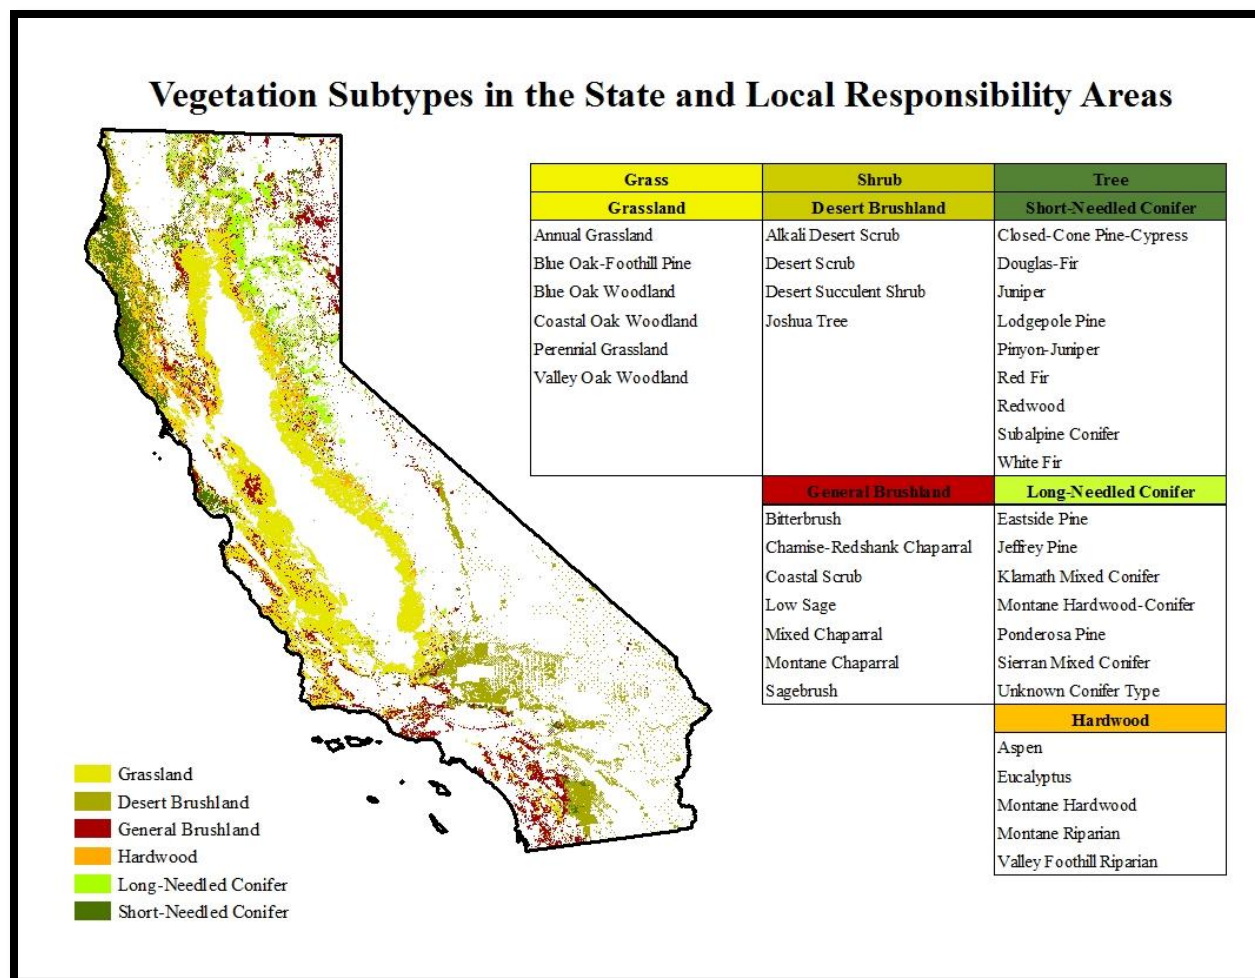 Vegetation Subtypes in the State and Local Responsibility Areas
Grass
Grassland
Annual Grassland
Blue Oak-Foothill Pine
Blue Oak Woodland
Coastal Oak Woodland
Perennial Grassland
Valley Oak Woodland
Shrub
Desert Brushland
Alkali Desert Scrub
Desert Scrub
Desert Succulent Shrub
Joshua Tree
General Brushland
Bitterbrush
Chamise-Redshank Chaparral
Coastal Scrub
Low Sage
Mixed Chaparral
Montane Chaparral
Sagebrush
Tree
Short-Needled Conifer
Closed-Cone Pine-Cypress
Douglas-Fir
Juniper
Lodgepole Pine
Pinyon-Juniper
Red Fir
Redwood
Subalpine Conifer
White Fir
Long-Needled Conifer
Eastside Pine
Jeffrey Pine
Klamath Mixed Conifer
Montane Hardwood-Conifer
Ponderosa Pine
Sierran Mixed Conifer
Unknown Conifer Type
Hardwood
Aspen
Eucalyptus
Montane Hardwood
Montane Riparian
Valley Foothill Riparian
Grassland
Desert Brushland
General Brushland
Hardwood
Long-Needled Conifer
Short-Needled Conifer